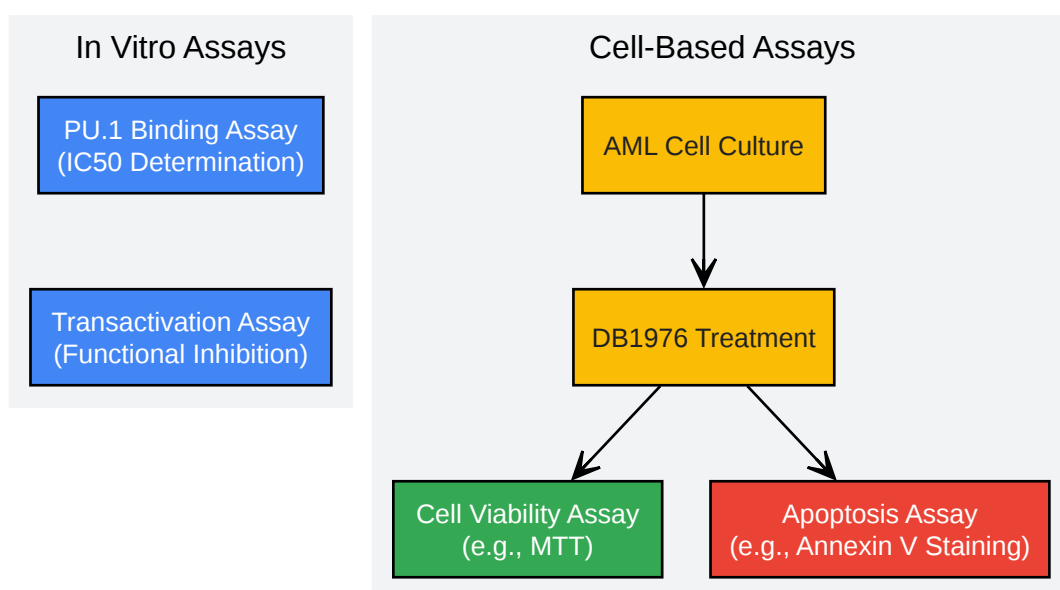 In Vitro Assays
PU.1 Binding Assay
(IC50 Determination)
Transactivation Assay
(Functional Inhibition)
Cell-Based Assays
AML Cell Culture
DB1976 Treatment
Cell Viability Assay
(e.g., MTT)
Apoptosis Assay
(e.g., Annexin V Staining)